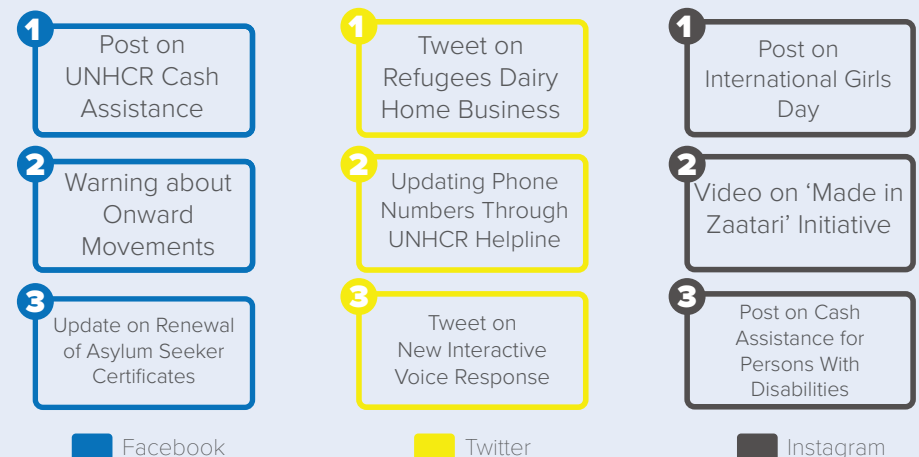 1
Post on
UNHCR Cash
Assistance
2
Warning about
Onward
Movements
3
Update on Renewal
of Asylum Seeker
Certificates
Facebook
1
Tweet on
Refugees Dairy
Home Business
2
Updating Phone
Numbers Through
UNHCR Helpline
3
Tweet on
New Interactive
Voice Response
Twitter
1
Post on
International Girls
Day
2
Video on ‘Made in
Zaatari’ Initiative
3
Post on Cash
Assistance for
Persons With
Disabilities
Instagram